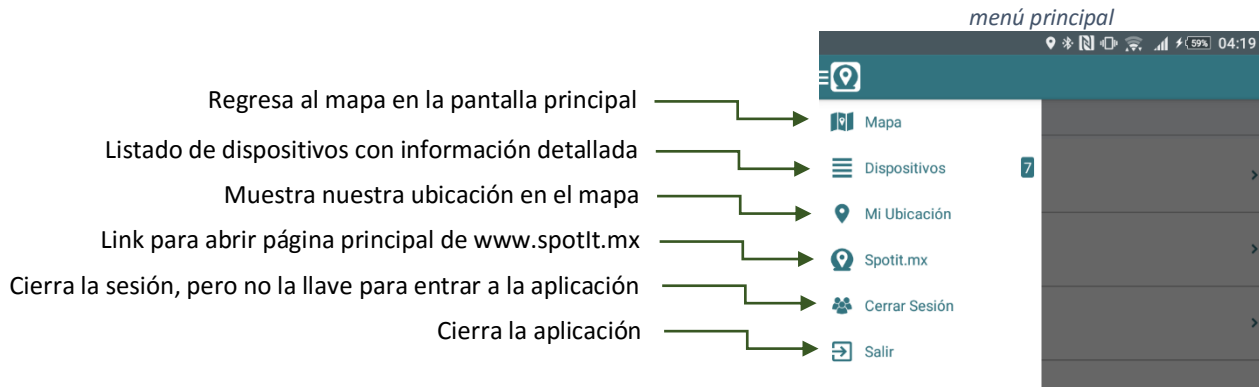 menú principal
59% 04:19
Regresa al mapa en la pantalla principal
Mapa
Listado de dispositivos con información detallada
Dispositivos 7
Muestra nuestra ubicación en el mapa
Mi Ubicación
Link para abrir página principal de www.spotIt.mx
Spotit.mx
Cierra la sesión, pero no la llave para entrar a la aplicación
Cerrar Sesión
Cierra la aplicación
Salir